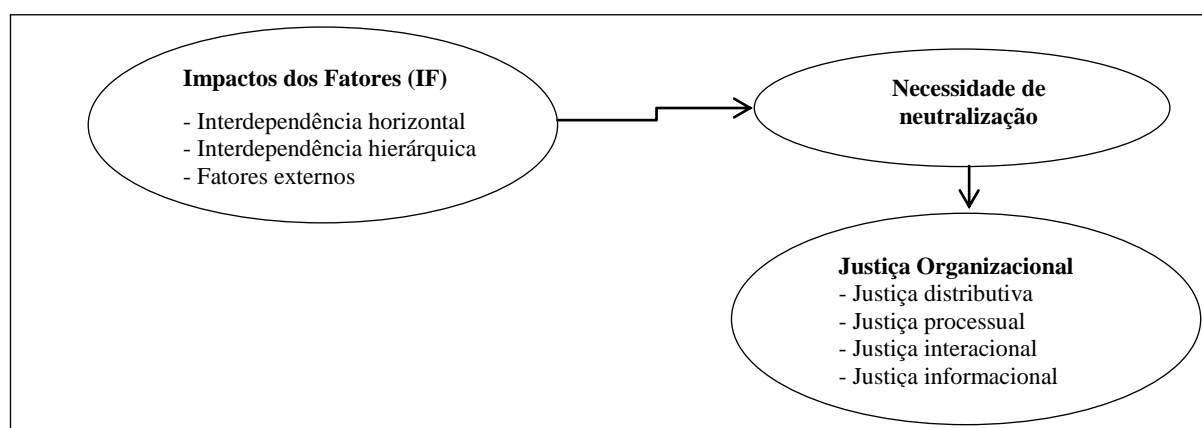 Impactos dos Fatores (IF)
- Interdependência horizontal
- Interdependência hierárquica
- Fatores externos
Necessidade de
neutralização
Justiça Organizacional
- Justiça distributiva
- Justiça processual
- Justiça interacional
- Justiça informacional